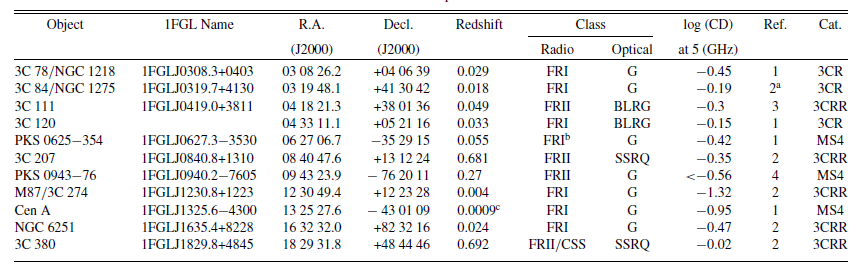 Object 1FGL Name R.A. Decl. Redshift Class log (CD) Ref. Cat.
(J2000) (J2000) Radio Optical at 5 (GHz)
3C 78/NGC 1218 1FGLJ0308.3+0403 03 08 26.2 +04 06 39 0.029 FRI G −0.45 1 3CR
3C 84/NGC 1275 1FGLJ0319.7+4130 03 19 48.1 +41 30 42 0.018 FRI G −0.19 2a 3CR
3C 111 1FGLJ0419.0+3811 04 18 21.3 +38 01 36 0.049 FRII BLRG −0.3 3 3CRR
3C 120 04 33 11.1 +05 21 16 0.033 FRI BLRG −0.15 1 3CR
PKS 0625−354 1FGLJ0627.3−3530 06 27 06.7 −35 29 15 0.055 FRIb G −0.42 1 MS4
3C 207 1FGLJ0840.8+1310 08 40 47.6 +13 12 24 0.681 FRII SSRQ −0.35 2 3CRR
PKS 0943−76 1FGLJ0940.2−7605 09 43 23.9 − 76 20 11 0.27 FRII G <−0.56 4 MS4
M87/3C 274 1FGLJ1230.8+1223 12 30 49.4 +12 23 28 0.004 FRI G −1.32 2 3CRR
Cen A 1FGLJ1325.6−4300 13 25 27.6 − 43 01 09 0.0009c FRI G −0.95 1 MS4
NGC 6251 1FGLJ1635.4+8228 16 32 32.0 +82 32 16 0.024 FRI G −0.47 2 3CRR
3C 380 1FGLJ1829.8+4845 18 29 31.8 +48 44 46 0.692 FRII/CSS SSRQ −0.02 2 3CRR